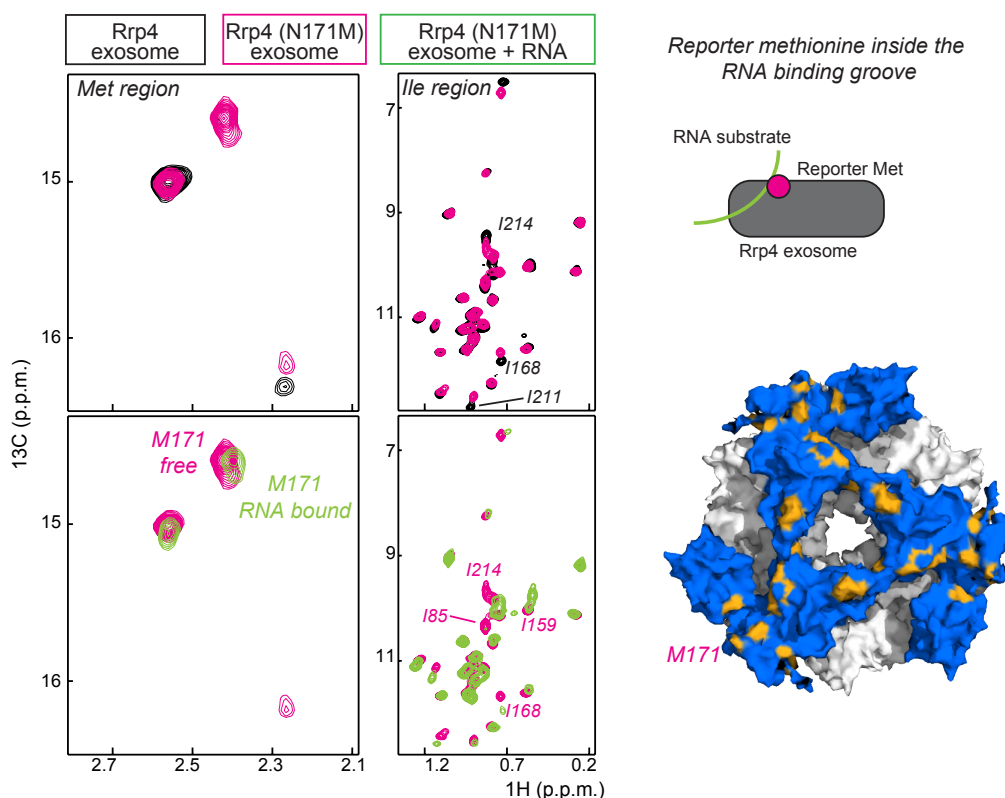 Rrp4
exosome
Rrp4 (N171M)
exosome
Rrp4 (N171M)
exosome + RNA
Reporter methionine inside the
RNA binding groove
Met region
Ile region
7
15
9
I214
11
16
I168
I211
RNA substrate
Reporter Met
Rrp4 exosome
13C (p.p.m.)
M171
free
M171
RNA bound
7
15
9
I214
I85
I159
11
16
I168
M171
2.7
2.5
2.3
2.1
1.2
0.7
0.2
1H (p.p.m.)